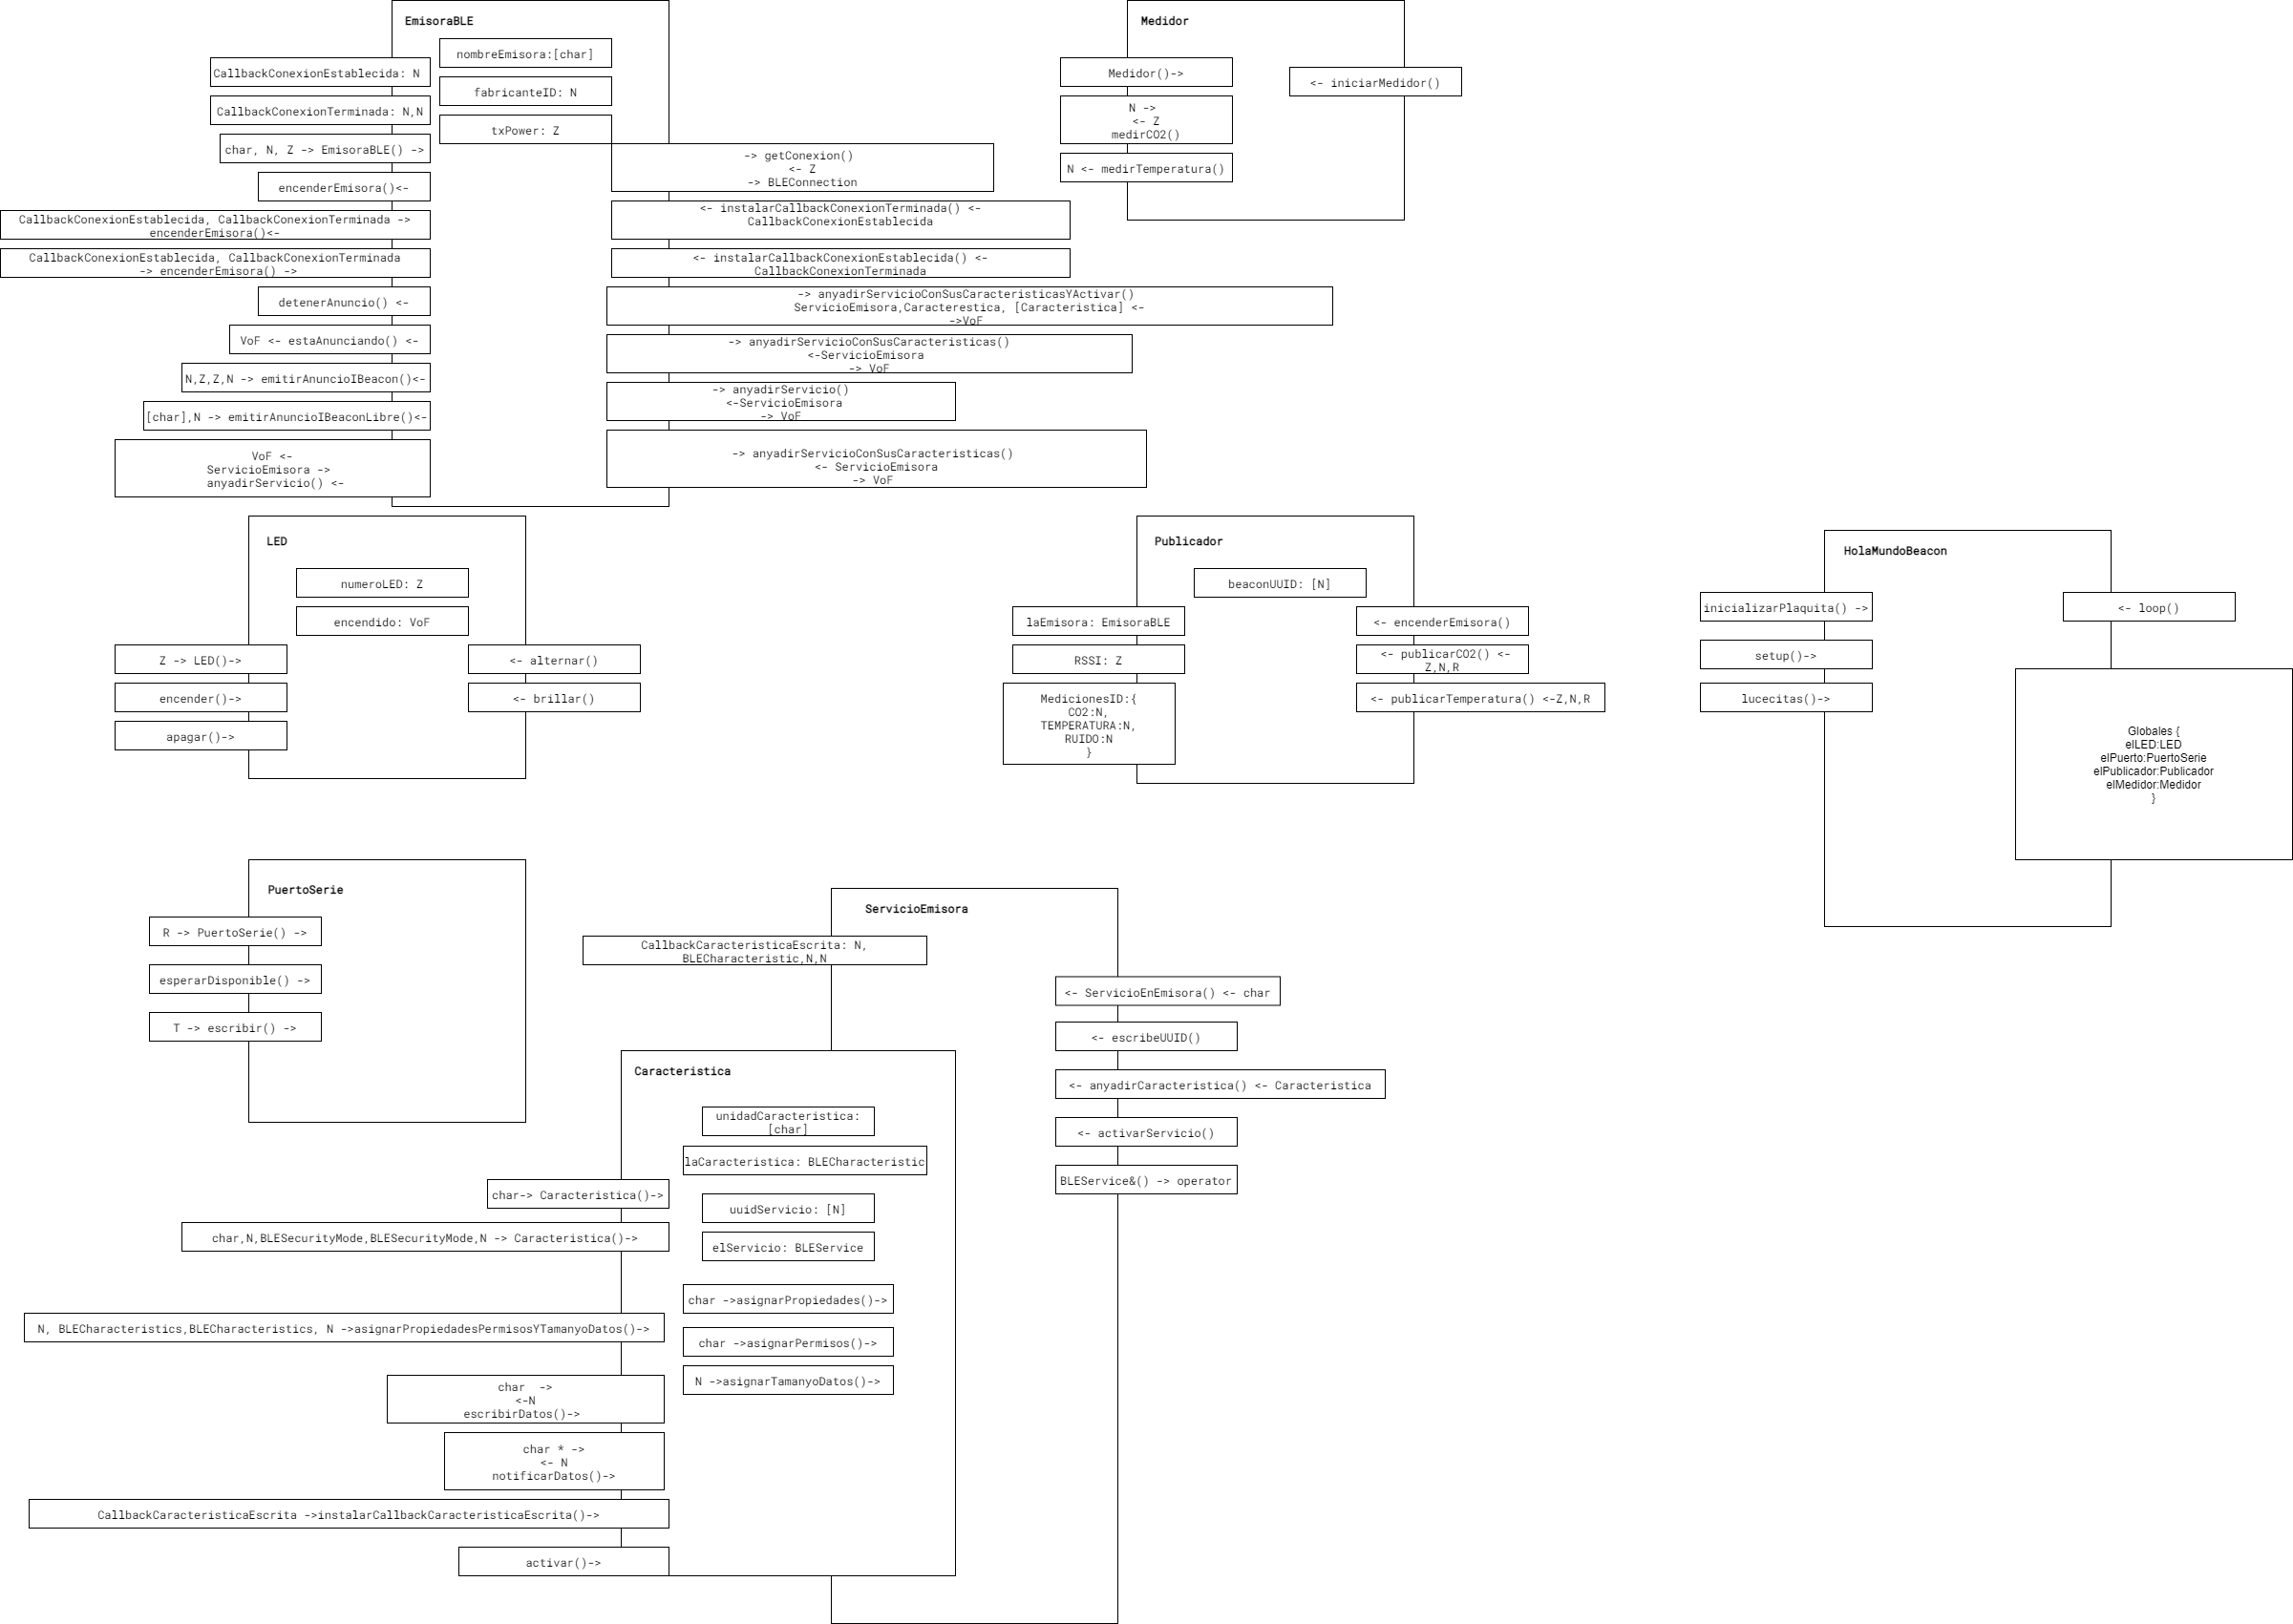 EmisoraBLE
nombreEmisora:[char]
fabricanteID: N
txPower: Z
CallbackConexionEstablecida: N
CallbackConexionTerminada: N,N
char, N, Z -> EmisoraBLE() ->
encenderEmisora()<-
CallbackConexionEstablecida, CallbackConexionTerminada ->
encenderEmisora()<-
CallbackConexionEstablecida, CallbackConexionTerminada
-> encenderEmisora() ->
detenerAnuncio() <-
VoF <- estaAnunciando() <-
N,Z,Z,N -> emitirAnuncioIBeacon()<-
[char],N -> emitirAnuncioIBeaconLibre()<-
VoF <-
ServicioEmisora ->
anyadirServicio() <-
-> getConexion()
<- Z
-> BLEConnection
<- instalarCallbackConexionTerminada() <-
CallbackConexionEstablecida
<- instalarCallbackConexionEstablecida() <-
CallbackConexionTerminada
-> anyadirServicioConSusCaracteristicasYActivar()
ServicioEmisora,Caracterestica, [Caracteristica] <-
->VoF
-> anyadirServicioConSusCaracteristicas()
<-ServicioEmisora
-> VoF
-> anyadirServicio()
<-ServicioEmisora
-> VoF
-> anyadirServicioConSusCaracteristicas()
<- ServicioEmisora
-> VoF
Medidor
Medidor()->
N ->
<- Z
medirCO2()
N <- medirTemperatura()
<- iniciarMedidor()
LED
numeroLED: Z
encendido: VoF
Z -> LED()->
encender()->
apagar()->
<- alternar()
<- brillar()
Publicador
beaconUUID: [N]
laEmisora: EmisoraBLE
RSSI: Z
MedicionesID:{
CO2:N,
TEMPERATURA:N,
RUIDO:N
}
<- encenderEmisora()
<- publicarCO2() <-
Z,N,R
<- publicarTemperatura() <-Z,N,R
HolaMundoBeacon
inicializarPlaquita() ->
setup()->
lucecitas()->
<- loop()
Globales {
elLED:LED
elPuerto:PuertoSerie
elPublicador:Publicador
elMedidor:Medidor
}
PuertoSerie
R -> PuertoSerie() ->
esperarDisponible() ->
T -> escribir() ->
ServicioEmisora
CallbackCaracteristicaEscrita: N,
BLECharacteristic,N,N
<- ServicioEnEmisora() <- char
<- escribeUUID()
<- anyadirCaracteristica() <- Caracteristica
<- activarServicio()
BLEService&() -> operator
Caracteristica
unidadCaracteristica:
[char]
laCaracteristica: BLECharacteristic
uuidServicio: [N]
elServicio: BLEService
char ->asignarPropiedades()->
char ->asignarPermisos()->
N ->asignarTamanyoDatos()->
char-> Caracteristica()->
char,N,BLESecurityMode,BLESecurityMode,N -> Caracteristica()->
N, BLECharacteristics,BLECharacteristics, N ->asignarPropiedadesPermisosYTamanyoDatos()->
char  ->
<-N
escribirDatos()->
char * ->
<- N
notificarDatos()->
CallbackCaracteristicaEscrita ->instalarCallbackCaracteristicaEscrita()->
activar()->